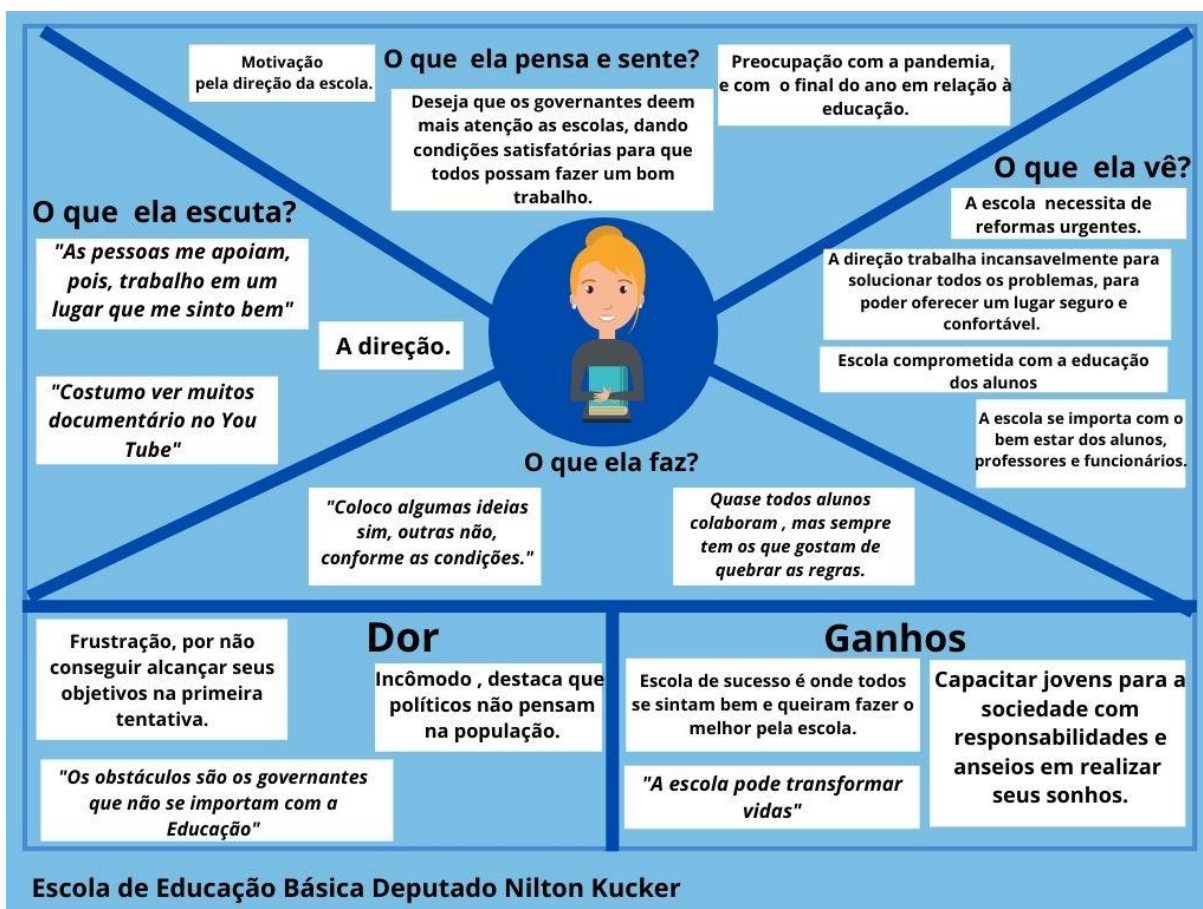 O que ela pensa e sente?
Motivação
pela direção da escola.
Deseja que os governantes deem
mais atenção as escolas, dando
condições satisfatórias para que
todos possam fazer um bom
trabalho.
Preocupação com a pandemia,
e com o final do ano em relação à
educação.
O que ela escuta?
"As pessoas me apoiam,
pois, trabalho em um
lugar que me sinto bem"
A direção.
"Costumo ver muitos
documentário no You
Tube"
O que ela vê?
A escola necessita de
reformas urgentes.
A direção trabalha incansavelmente para
solucionar todos os problemas, para
poder oferecer um lugar seguro e
confortável.
Escola comprometida com a educação
dos alunos
A escola se importa com o
bem estar dos alunos,
professores e funcionários.
O que ela faz?
"Coloco algumas ideias
sim, outras não,
conforme as condições."
Quase todos alunos
colaboram , mas sempre
tem os que gostam de
quebrar as regras.
Dor
Frustração, por não
conseguir alcançar seus
objetivos na primeira
tentativa.
Incômodo , destaca que
políticos não pensam
na população.
"Os obstáculos são os governantes
que não se importam com a
Educação"
Ganhos
Escola de sucesso é onde todos
se sintam bem e queiram fazer o
melhor pela escola.
"A escola pode transformar
vidas"
Capacitar jovens para a
sociedade com
responsabilidades e
anseios em realizar
seus sonhos.
Escola de Educação Básica Deputado Nilton Kucker